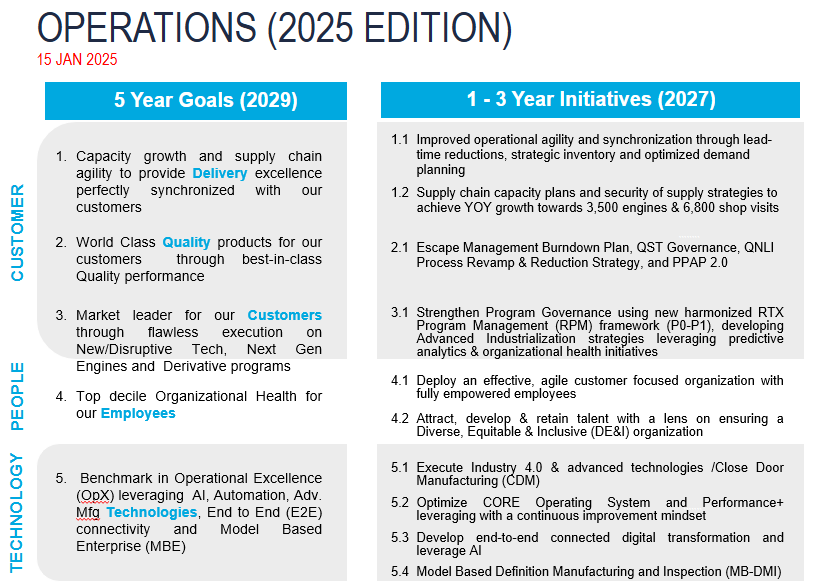 OPERATIONS (2025 EDITION)
15 JAN 2025
5 Year Goals (2029)
1 - 3 Year Initiatives (2027)
CUSTOMER
1. Capacity growth and supply chain
agility to provide Delivery excellence
perfectly synchronized with our
customers
2. World Class Quality products for our
customers through best-in-class
Quality performance
3. Market leader for our Customers
through flawless execution on
New/Disruptive Tech, Next Gen
Engines and Derivative programs
1.1 Improved operational agility and synchronization through lead-
time reductions, strategic inventory and optimized demand
planning
1.2 Supply chain capacity plans and security of supply strategies to
achieve YOY growth towards 3,500 engines & 6,800 shop visits
2.1 Escape Management Burndown Plan, QST Governance, QNLI
Process Revamp & Reduction Strategy, and PPAP 2.0
3.1 Strengthen Program Governance using new harmonized RTX
Program Management (RPM) framework (P0-P1), developing
Advanced Industrialization strategies leveraging predictive
analytics & organizational health initiatives
PEOPLE
4. Top decile Organizational Health for
our Employees
4.1 Deploy an effective, agile customer focused organization with
fully empowered employees
4.2 Attract, develop & retain talent with a lens on ensuring a
Diverse, Equitable & Inclusive (DE&I) organization
TECHNOLOGY
5. Benchmark in Operational Excellence
(OpX) leveraging AI, Automation, Adv.
Mfg Technologies, End to End (E2E)
connectivity and Model Based
Enterprise (MBE)
5.1 Execute Industry 4.0 & advanced technologies /Close Door
Manufacturing (CDM)
5.2 Optimize CORE Operating System and Performance+
leveraging with a continuous improvement mindset
5.3 Develop end-to-end connected digital transformation and
leverage AI
5.4 Model Based Definition Manufacturing and Inspection (MB-DMI)